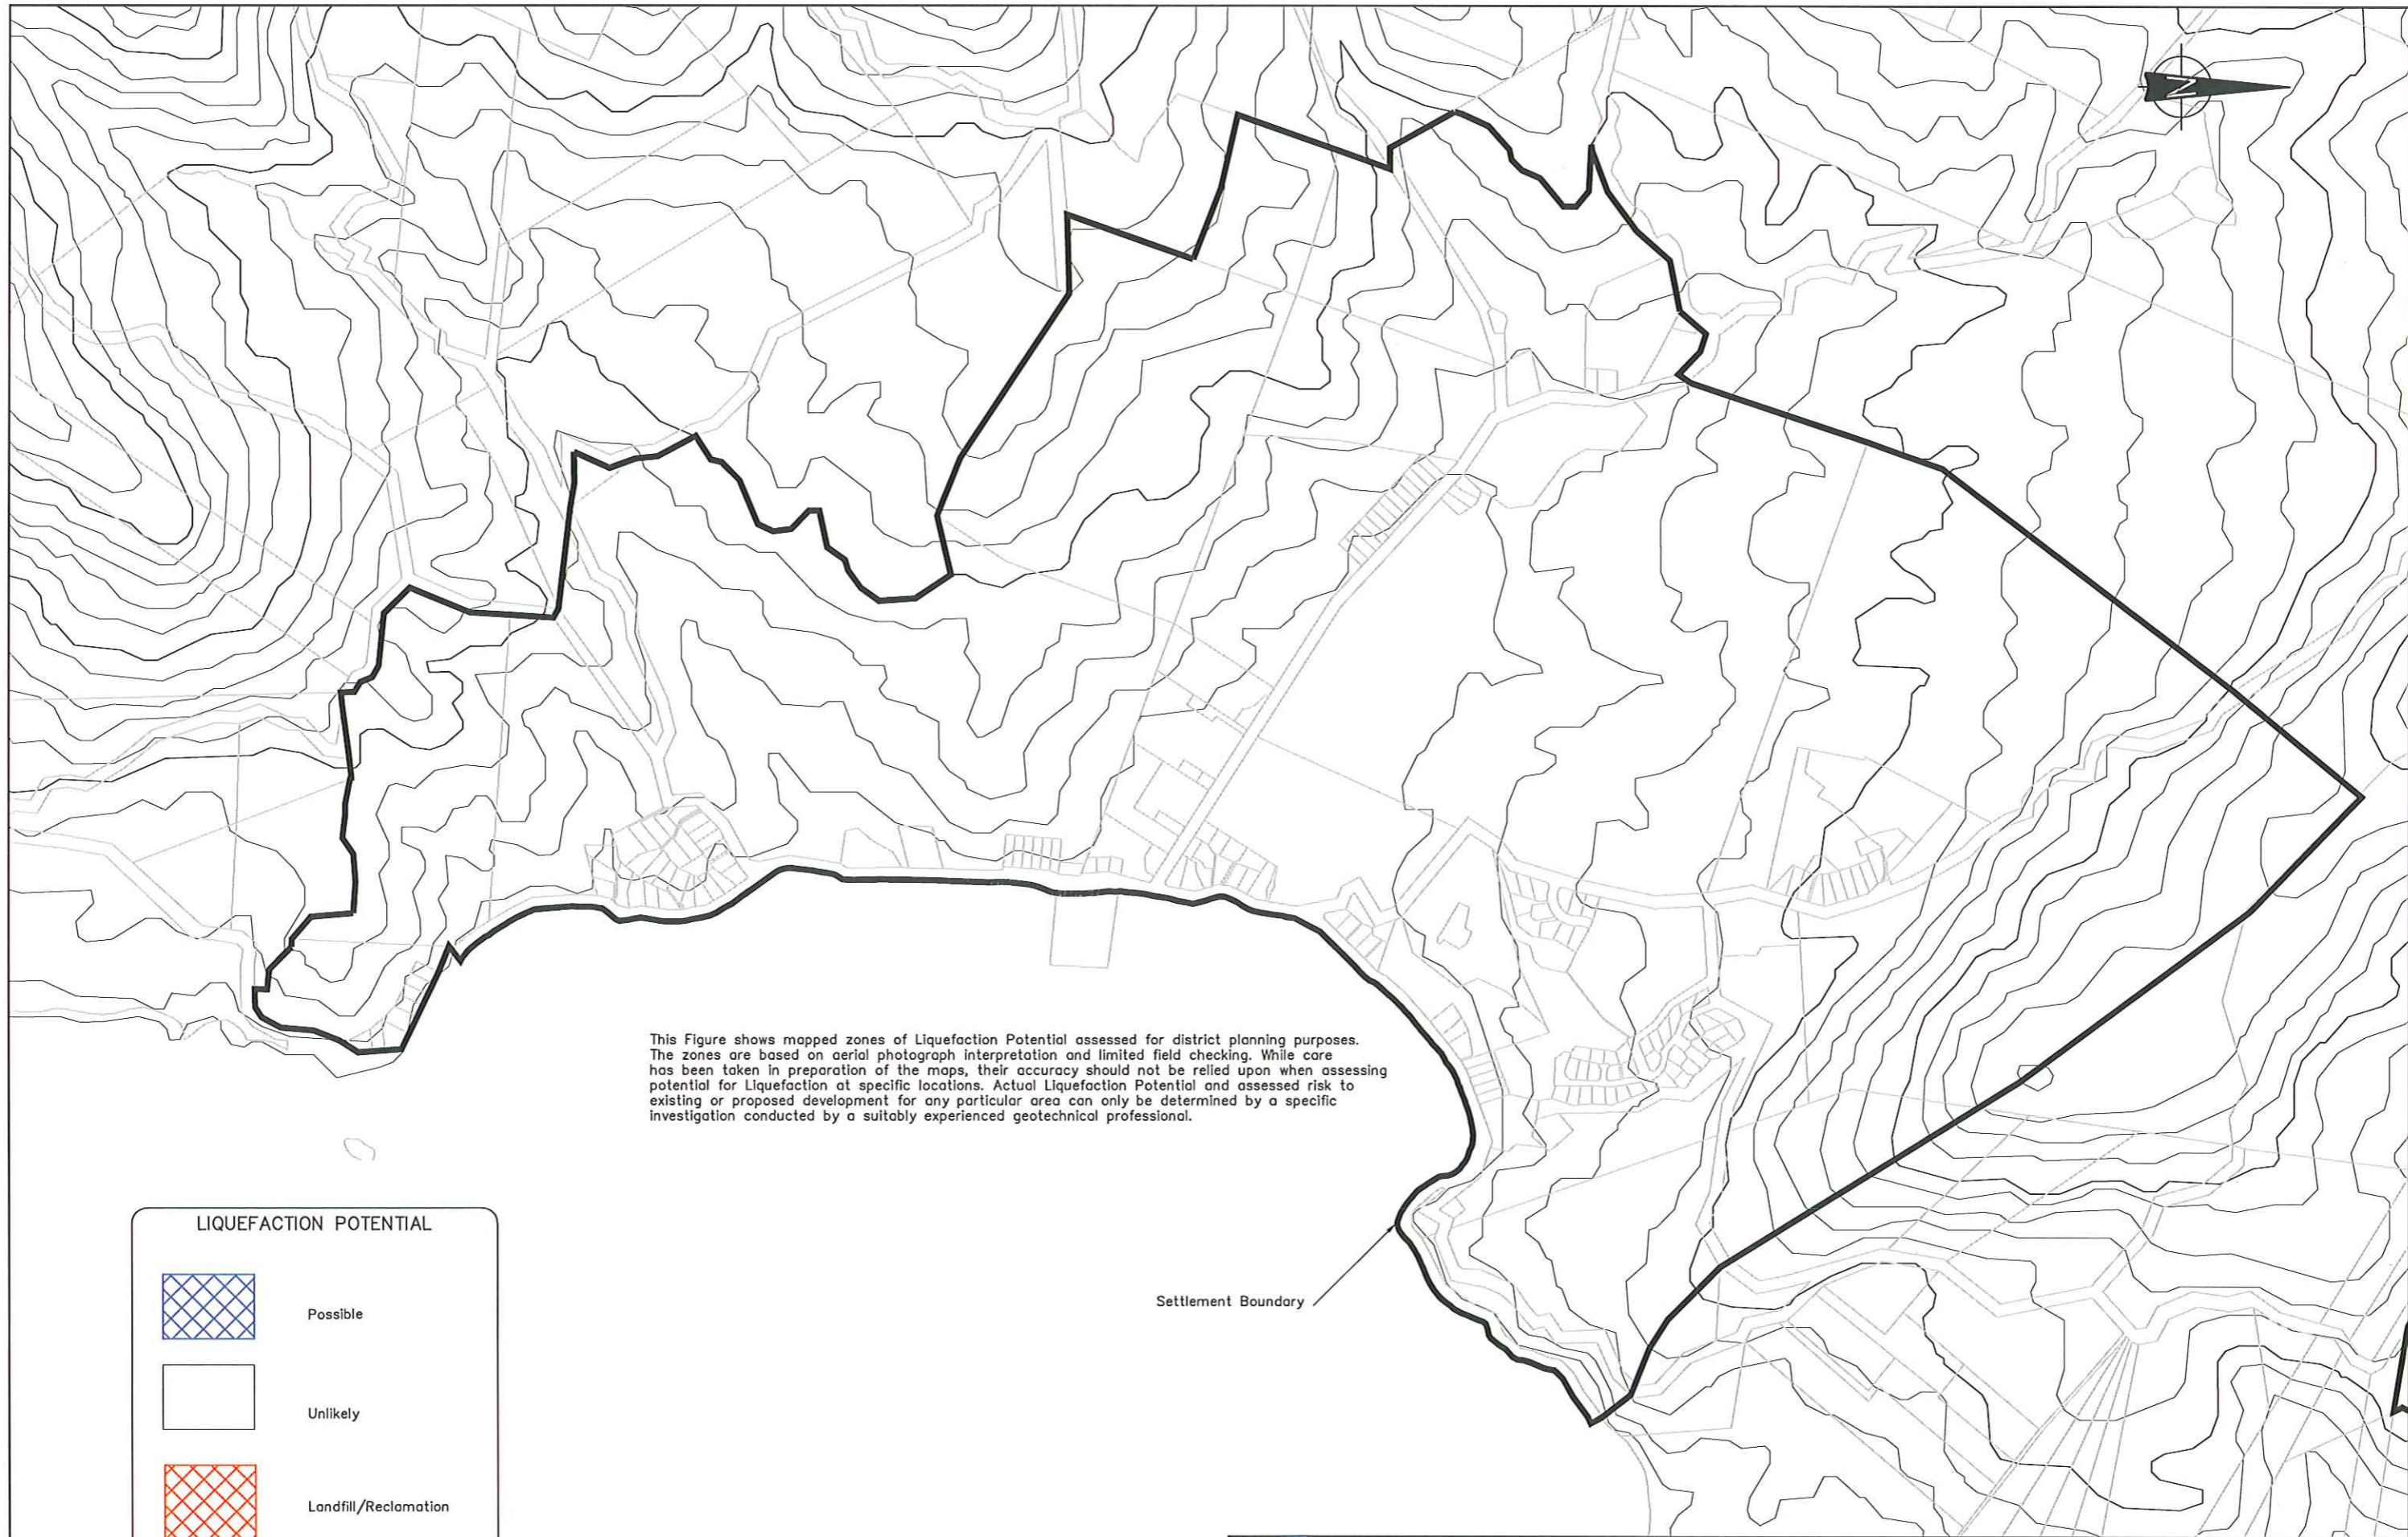 N
This Figure shows mapped zones of Liquefaction Potential assessed for district planning purposes.
The zones are based on aerial photograph interpretation and limited field checking. While care
has been taken in preparation of the maps, their accuracy should not be relied upon when assessing
potential for Liquefaction at specific locations. Actual Liquefaction Potential and assessed risk to
existing or proposed development for any particular area can only be determined by a specific
investigation conducted by a suitably experienced geotechnical professional.
Settlement Boundary
LIQUEFACTION POTENTIAL
Possible
Unlikely
Landfill/Reclamation